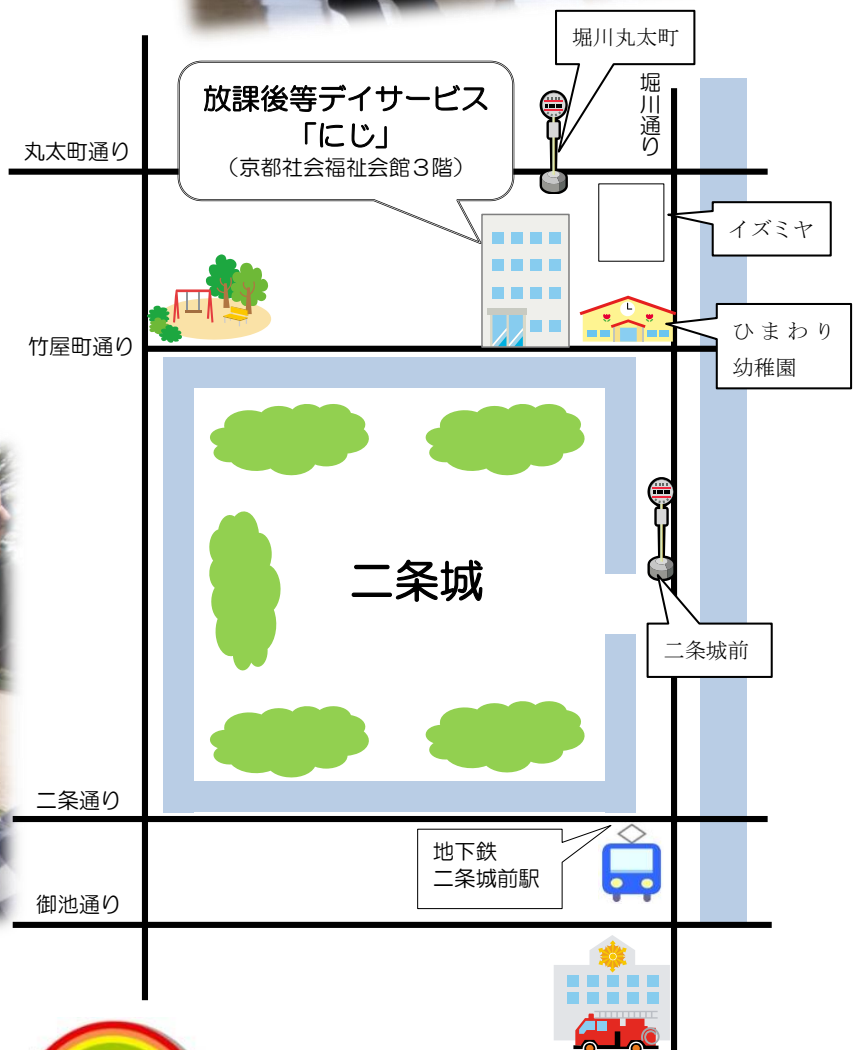 堀川丸太町
堀川通り
放課後等デイサービス
「にじ」
（京都社会福祉会館３階）
丸太町通り
イズミヤ
竹屋町通り
ひまわり
幼稚園
二条城
二条城前
二条通り
地下鉄
二条城前駅
御池通り